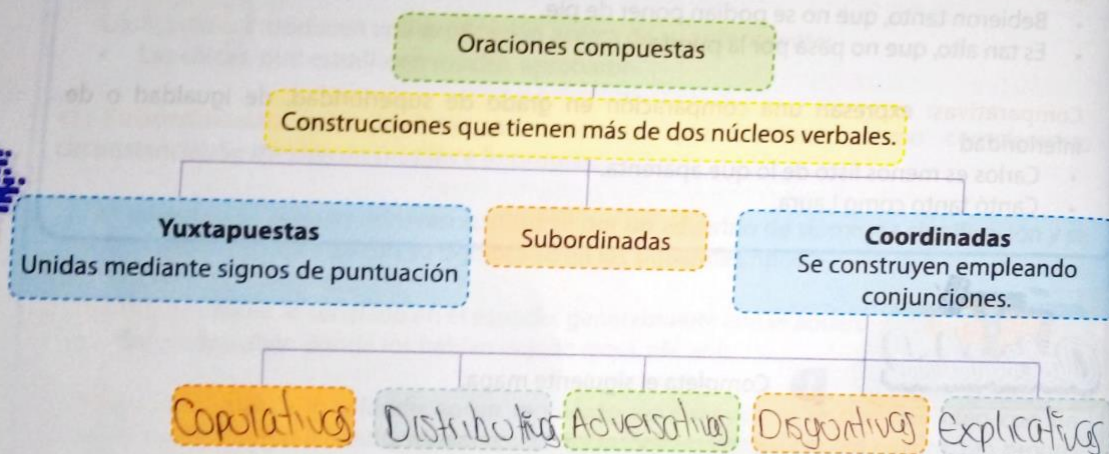 Oraciones compuestas
Construcciones que tienen más de dos núcleos verbales.
Yuxtapuestas
Unidas mediante signos de puntuación
Subordinadas
Coordinadas
Se construyen empleando
conjunciones.
Copulativas
Distributivas
Adversativas
Disyuntivas
Explicativas